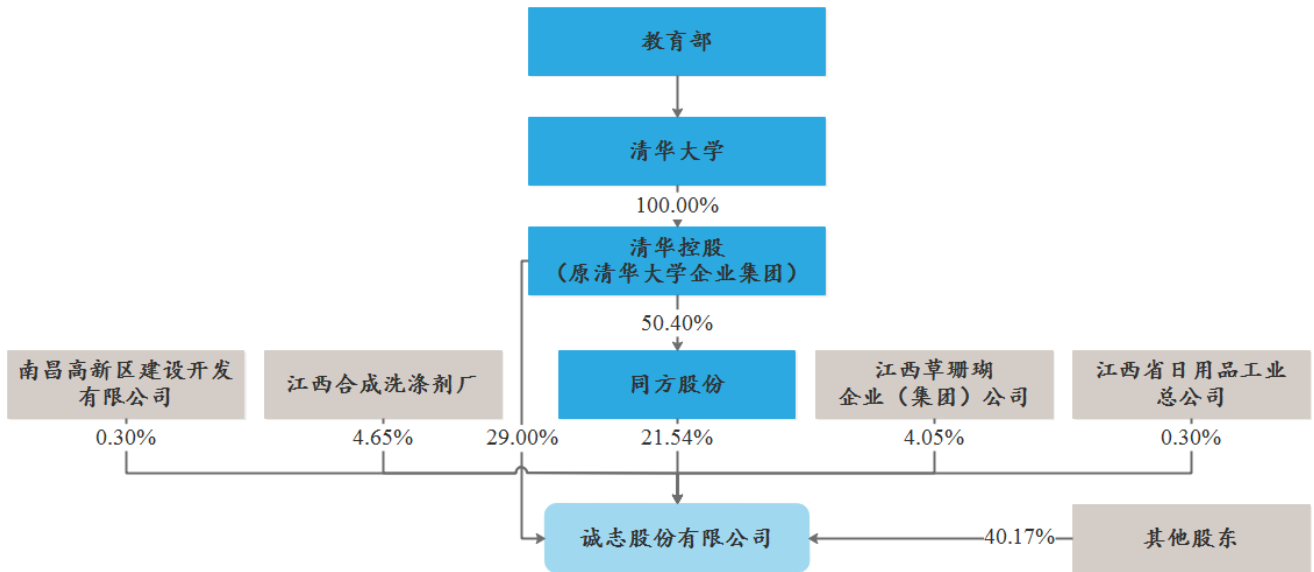 教育部
清华大学
100.00%
清华控股
（原清华大学企业集团）
50.40%
南昌高新区建设开发
有限公司
江西合成洗涤剂厂
同方股份
江西草珊瑚
企业（集团）公司
江西省日用品工业
总公司
0.30%
4.65%
29.00%
21.54%
4.05%
0.30%
诚志股份有限公司
40.17%
其他股东